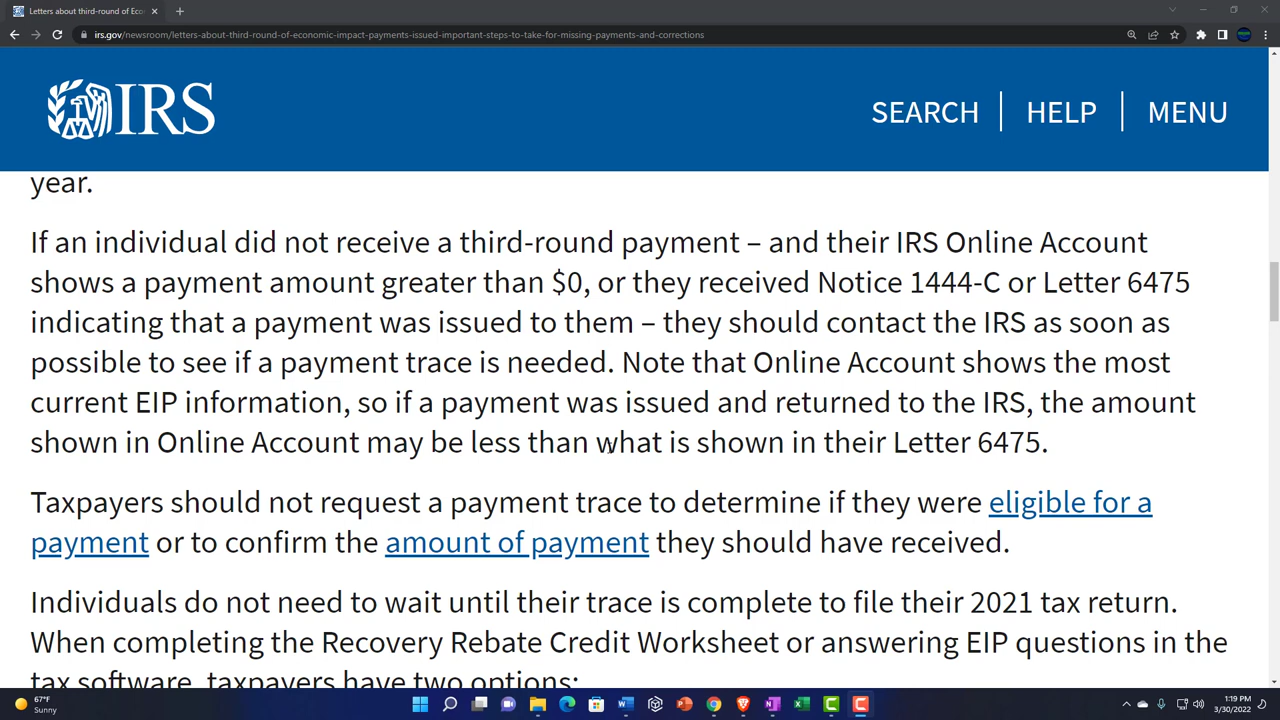 Letters about third-round of Eco
irs.gov/newsroom/letters-about-third-round-of-economic-impact-payments-issued-important-steps-to-take-for-missing-payments-and-corrections
IRS
SEARCH
HELP
MENU
year.
If an individual did not receive a third-round payment – and their IRS Online Account
shows a payment amount greater than $0, or they received Notice 1444-C or Letter 6475
indicating that a payment was issued to them – they should contact the IRS as soon as
possible to see if a payment trace is needed. Note that Online Account shows the most
current EIP information, so if a payment was issued and returned to the IRS, the amount
shown in Online Account may be less than what is shown in their Letter 6475.
Taxpayers should not request a payment trace to determine if they were eligible for a
payment or to confirm the amount of payment they should have received.
Individuals do not need to wait until their trace is complete to file their 2021 tax return.
When completing the Recovery Rebate Credit Worksheet or answering EIP questions in the
tax software, taxpayers have two options:
67°F
Sunny
1:19 PM
3/30/2022